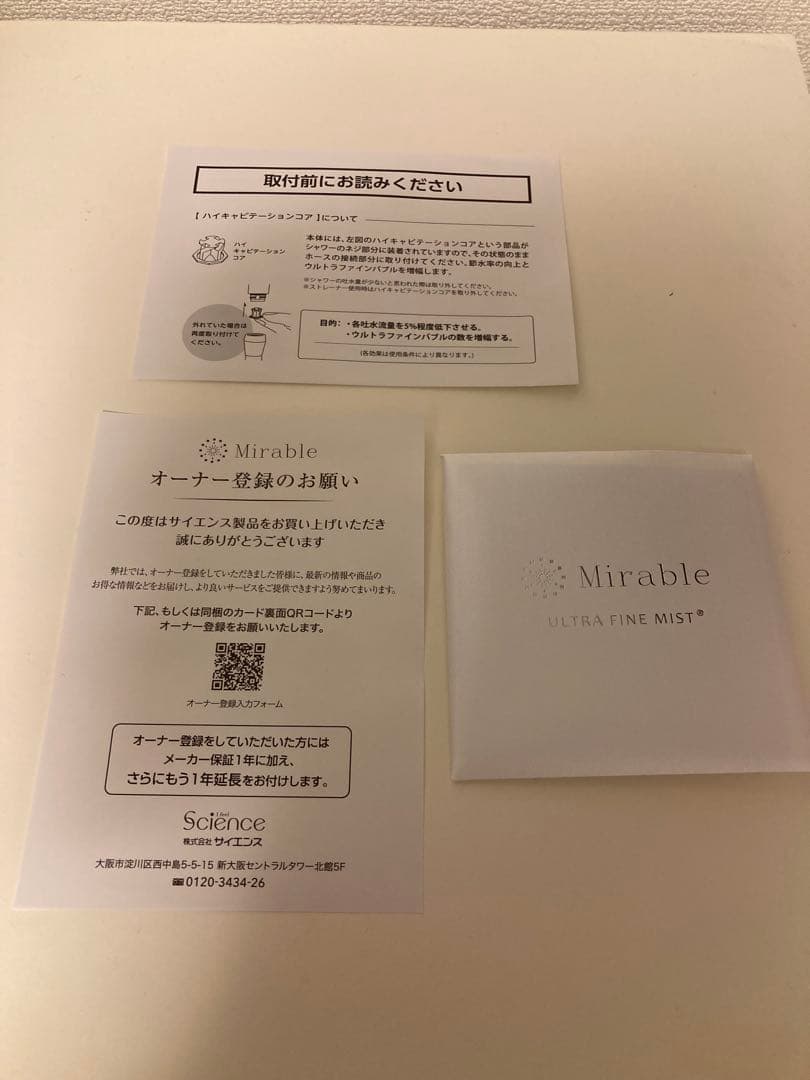 取付前にお読みください
【 ハイキャビテーションコア 】について
ハイ
キャビテーション
コア
本体には、左図のハイキャビテーションコアという部品が
シャワーのネジ部分に装着されていますので、その状態のまま
ホースの接続部分に取り付けてください。節水率の向上と
ウルトラファインバブルを増幅します。
※シャワーの吐水量が少ないと思われた際は取り外してください。
※ストレーナー使用時はハイキャビテーションコアを取り外してください。
外れていた場合は
再度取り付けて
ください。
目的: ・各吐水流量を5%程度低下させる。
・ウルトラファインバブルの数を増幅する。
(各効果は使用条件により異なります。)
Mirable
オーナー登録のお願い
この度はサイエンス製品をお買い上げいただき
誠にありがとうございます
弊社では、オーナー登録をしていただきました皆様に、最新の情報や商品の
お得な情報などをお届けし、より良いサービスをご提供できますよう努めてまいります。
下記、もしくは同梱のカード裏面QRコードより
オーナー登録をお願いいたします。
オーナー登録入力フォーム
オーナー登録をしていただいた方には
メーカー保証1年に加え、
さらにもう1年延長をお付けします。
I feel
Science
株式会社 サイエンス
大阪市淀川区西中島5-5-15 新大阪セントラルタワー北館5F
0120-3434-26
Mirable
ULTRA FINE MIST®